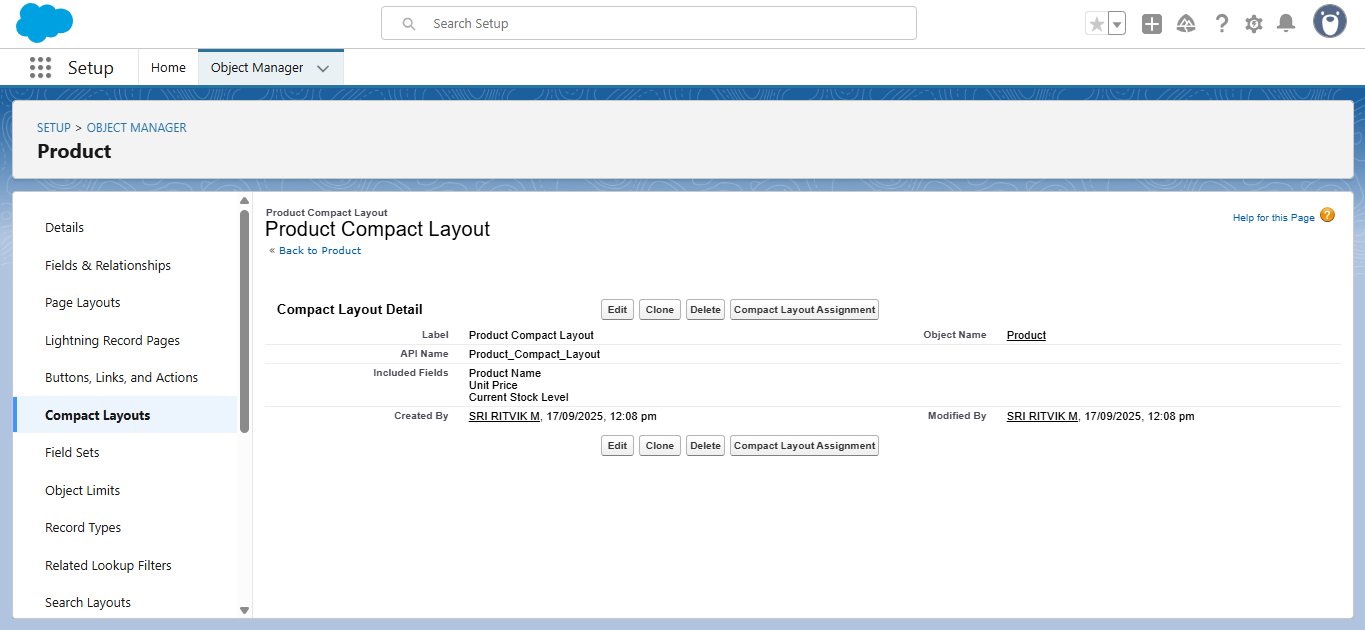 Search Setup
Setup
Home
Object Manager
SETUP > OBJECT MANAGER
Product
Details
Fields & Relationships
Page Layouts
Lightning Record Pages
Buttons, Links, and Actions
Compact Layouts
Field Sets
Object Limits
Record Types
Related Lookup Filters
Search Layouts
Product Compact Layout
Product Compact Layout
« Back to Product
Help for this Page ?
Compact Layout Detail Edit Clone Delete Compact Layout Assignment
Label Product Compact Layout Object Name Product
API Name Product_Compact_Layout
Included Fields Product Name
Unit Price
Current Stock Level
Created By SRI RITVIK M, 17/09/2025, 12:08 pm Modified By SRI RITVIK M, 17/09/2025, 12:08 pm
Edit Clone Delete Compact Layout Assignment